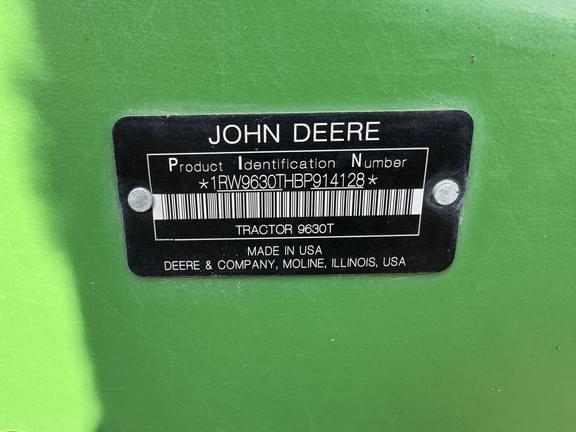 JOHN DEERE
Product Identification Number
*1RW9630THBP914128*
TRACTOR 9630T
MADE IN USA
DEERE & COMPANY, MOLINE, ILLINOIS, USA